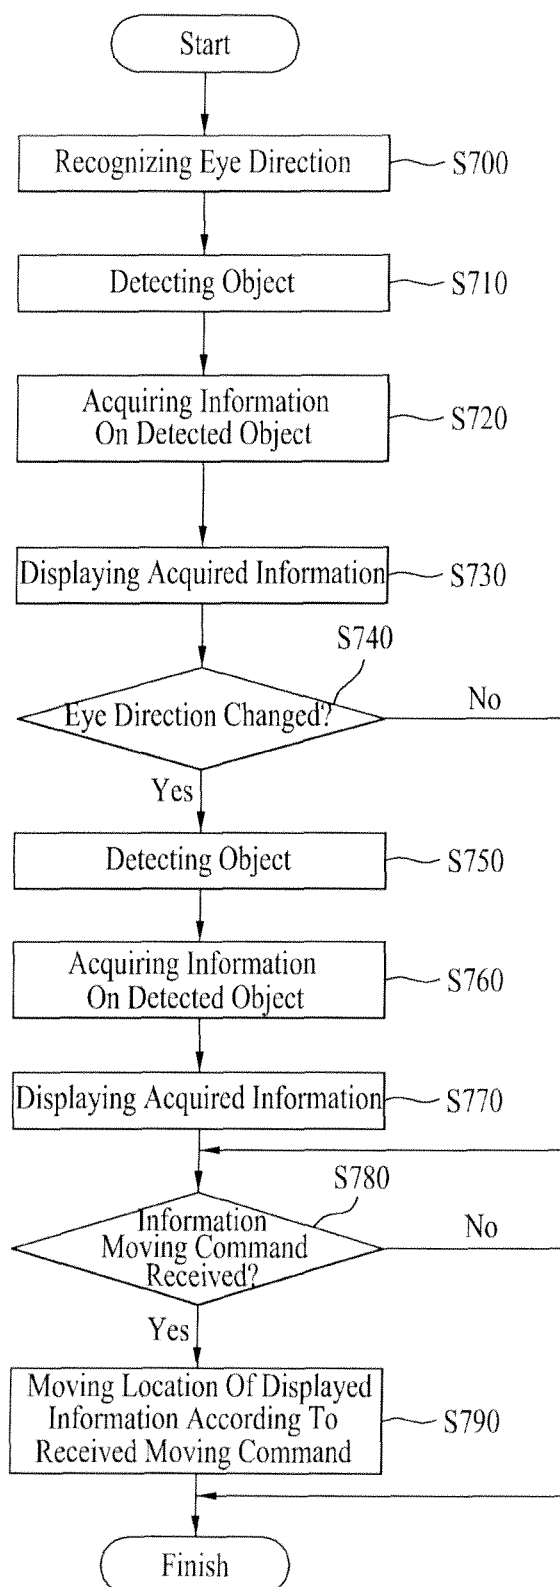 Start
Recognizing Eye Direction
S700
Detecting Object
S710
Acquiring Information
On Detected Object
S720
Displaying Acquired Information
S730
S740
Eye Direction Changed?
No
Yes
Detecting Object
S750
Acquiring Information
On Detected Object
S760
Displaying Acquired Information
S770
S780
Information
Moving Command
Received?
No
Yes
Moving Location Of Displayed
Information According To
Received Moving Command
S790
Finish